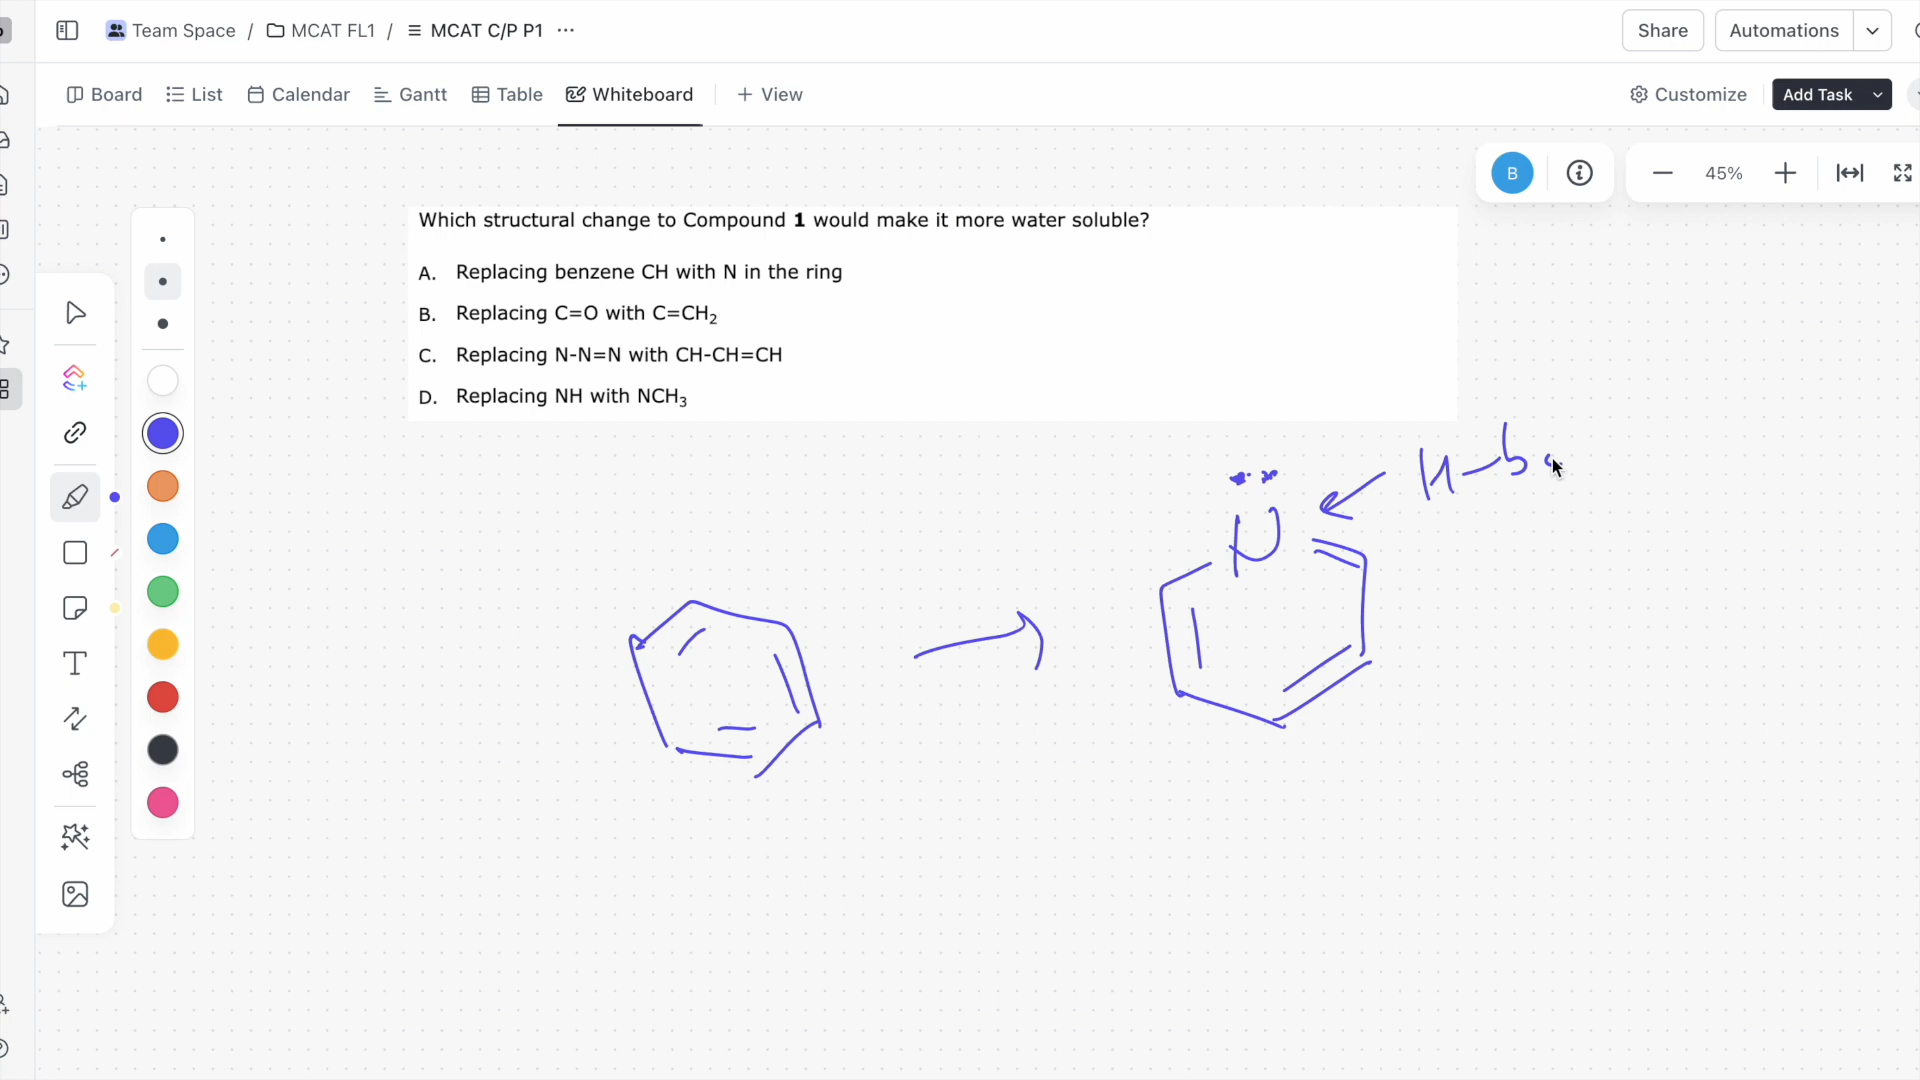 Team Space / MCAT FL1 / MCAT C/P P1 ...
Share
Automations
Board
List
Calendar
Gantt
Table
Whiteboard
+ View
Customize
Add Task
B
45%
Which structural change to Compound 1 would make it more water soluble?
A. Replacing benzene CH with N in the ring
B. Replacing C=O with C=CH₂
C. Replacing N-N=N with CH-CH=CH
D. Replacing NH with NCH₃
T
H-b
N